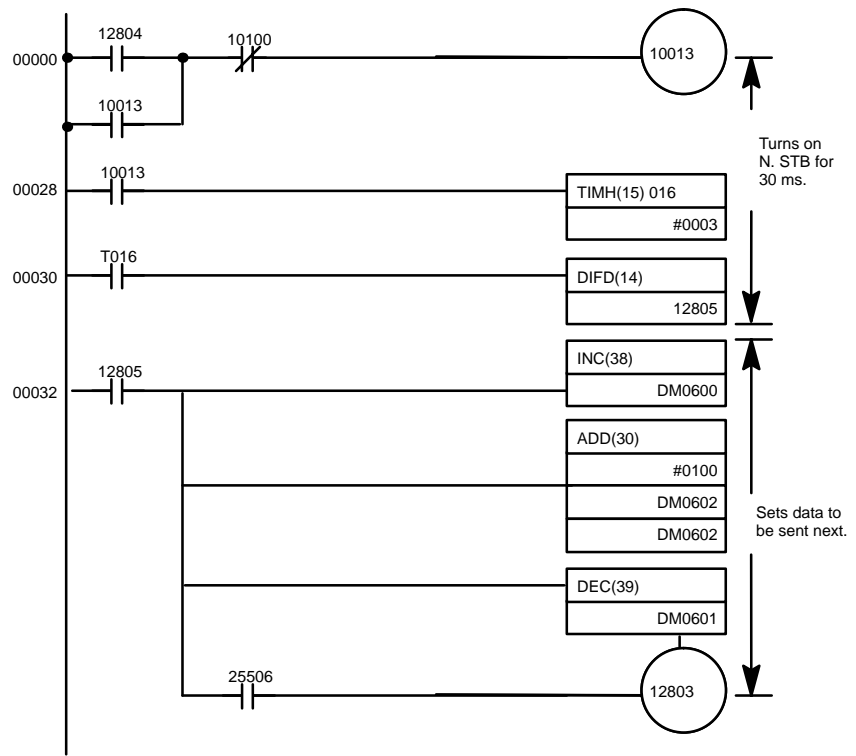 12804
10100
00000
10013
10013
Turns on
N. STB for
30 ms.
10013
00028
TIMH(15) 016
#0003
T016
00030
DIFD(14)
12805
12805
00032
INC(38)
DM0600
ADD(30)
#0100
DM0602
DM0602
Sets data to
be sent next.
DEC(39)
DM0601
25506
12803